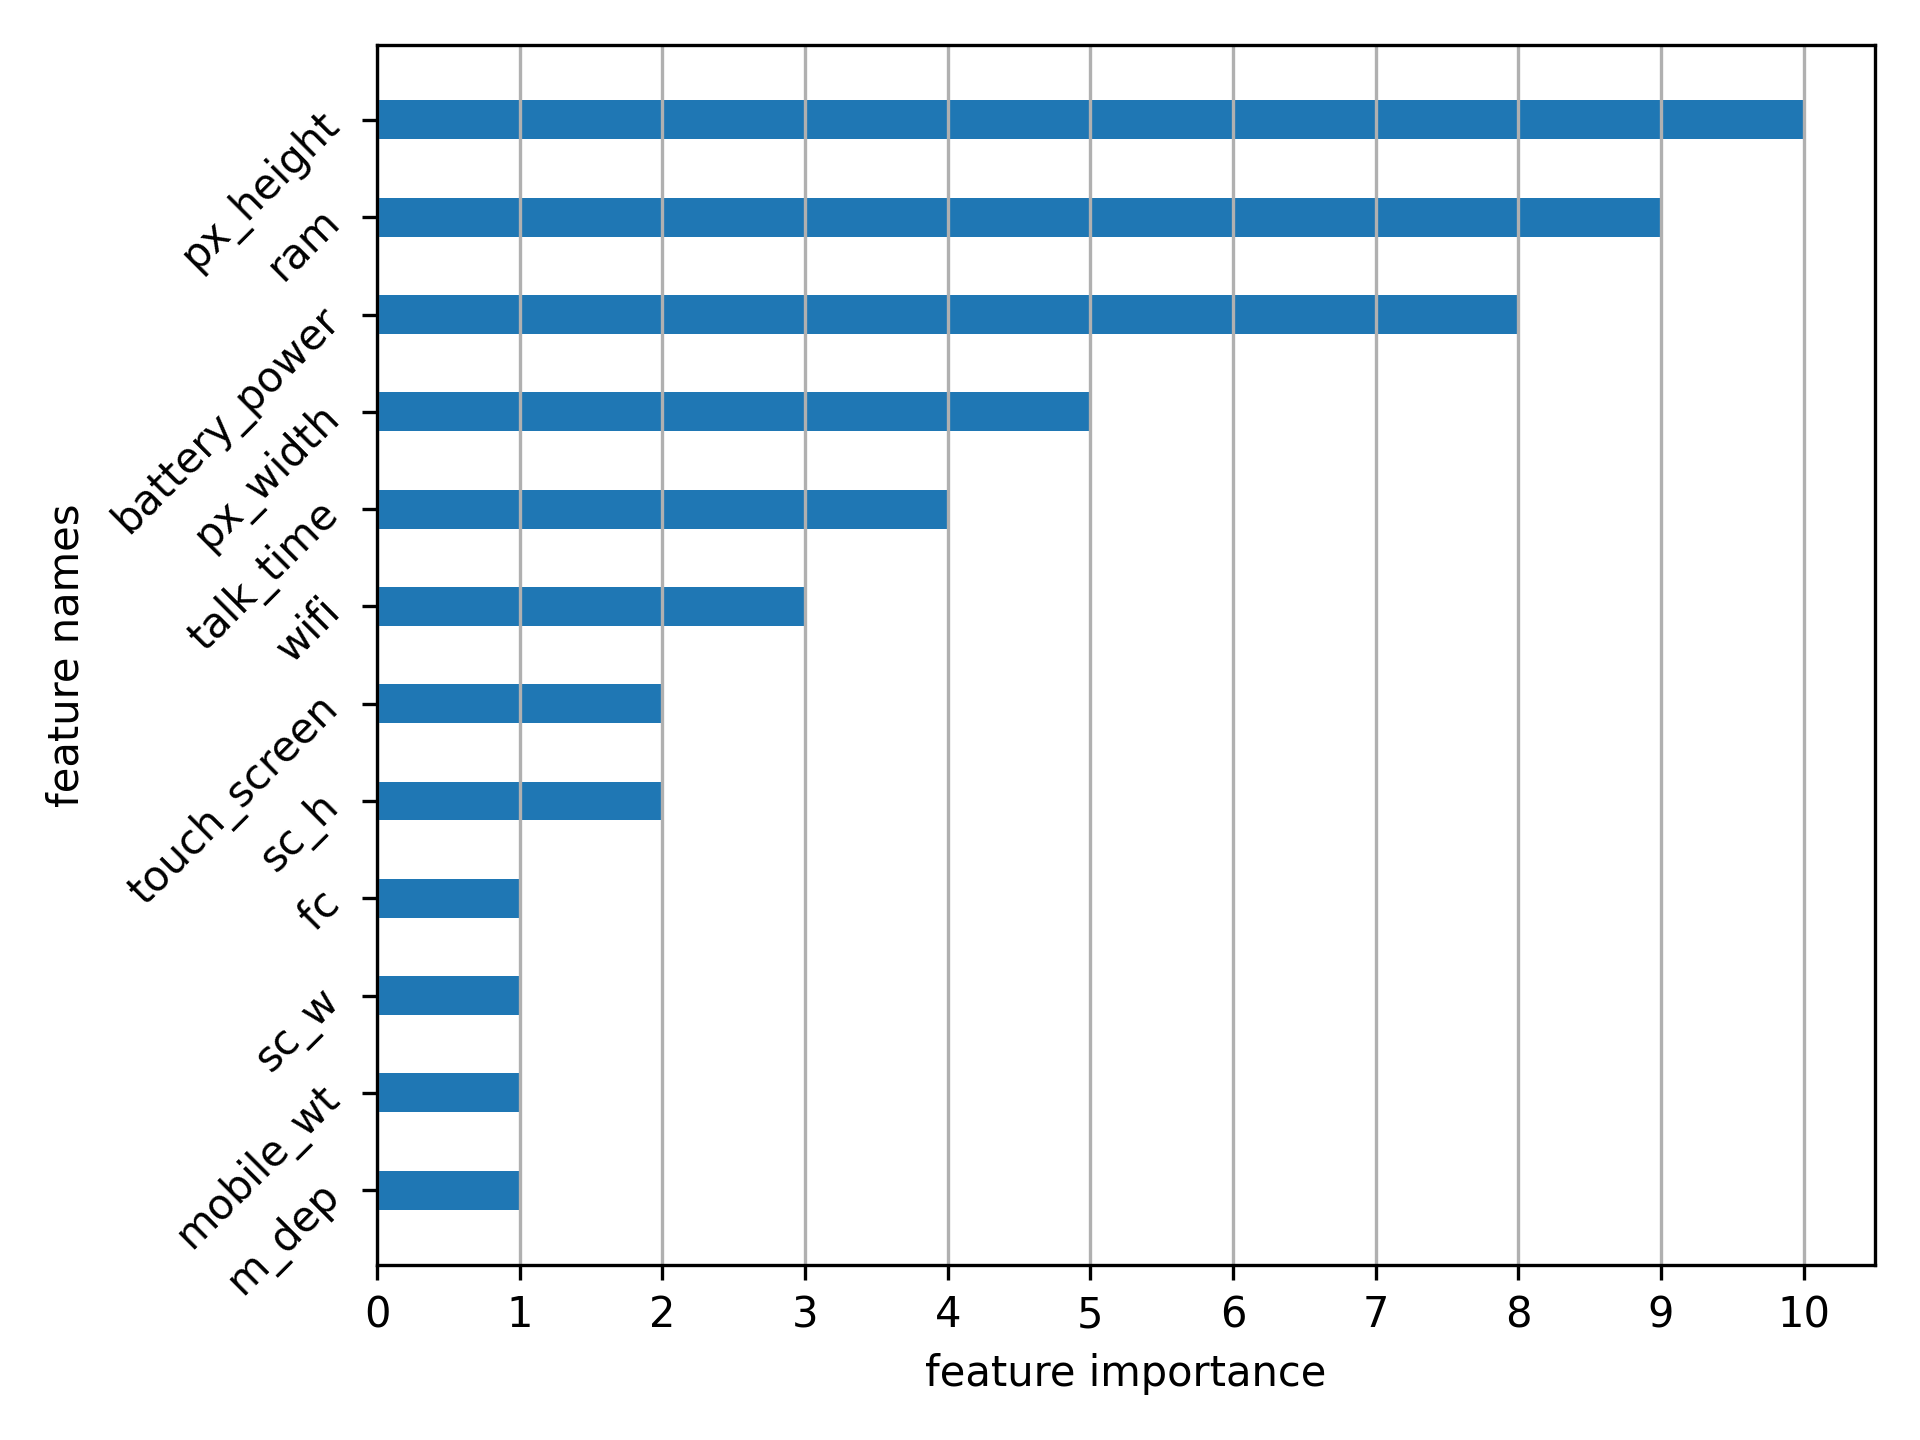 px_height
ram
battery_power
px_width
talk_time
wifi
touch_screen
sc_h
fc
sc_w
mobile_wt
m_dep
feature names
0 1 2 3 4 5 6 7 8 9 10
feature importance